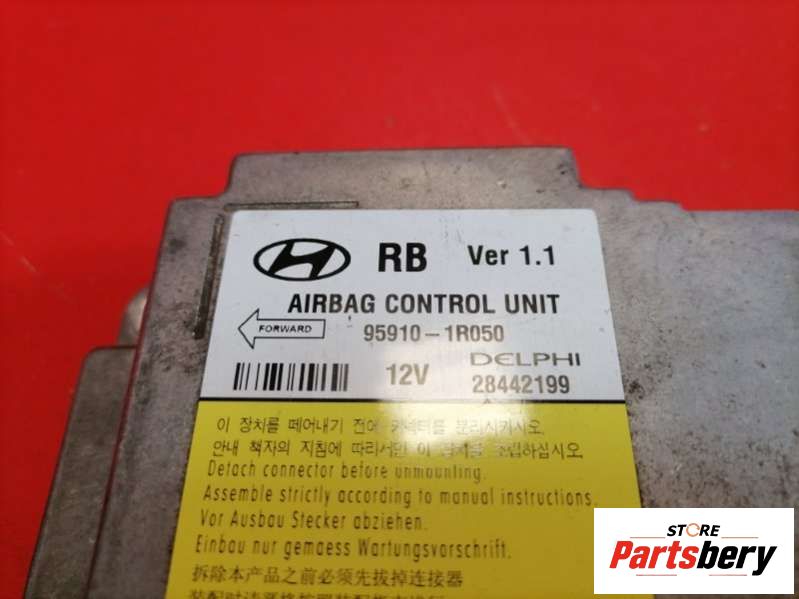 RB Ver 1.1
AIRBAG CONTROL UNIT
FORWARD
95910-1R050
DELPHI
12V 28442199
이 장치를 떼어내기 전에 카넥터를 분리시키시오.
안내 책자의 지침에 따라서만 이 장치를 조립하십시오.
Detach connector before unmounting.
Assemble strictly according to manual instructions.
Vor Ausbau Stecker abziehen.
Einbau nur gemaess Wartungsvorschrift.
拆除本产品之前必须先拔掉连接器
STORE
Partsbery